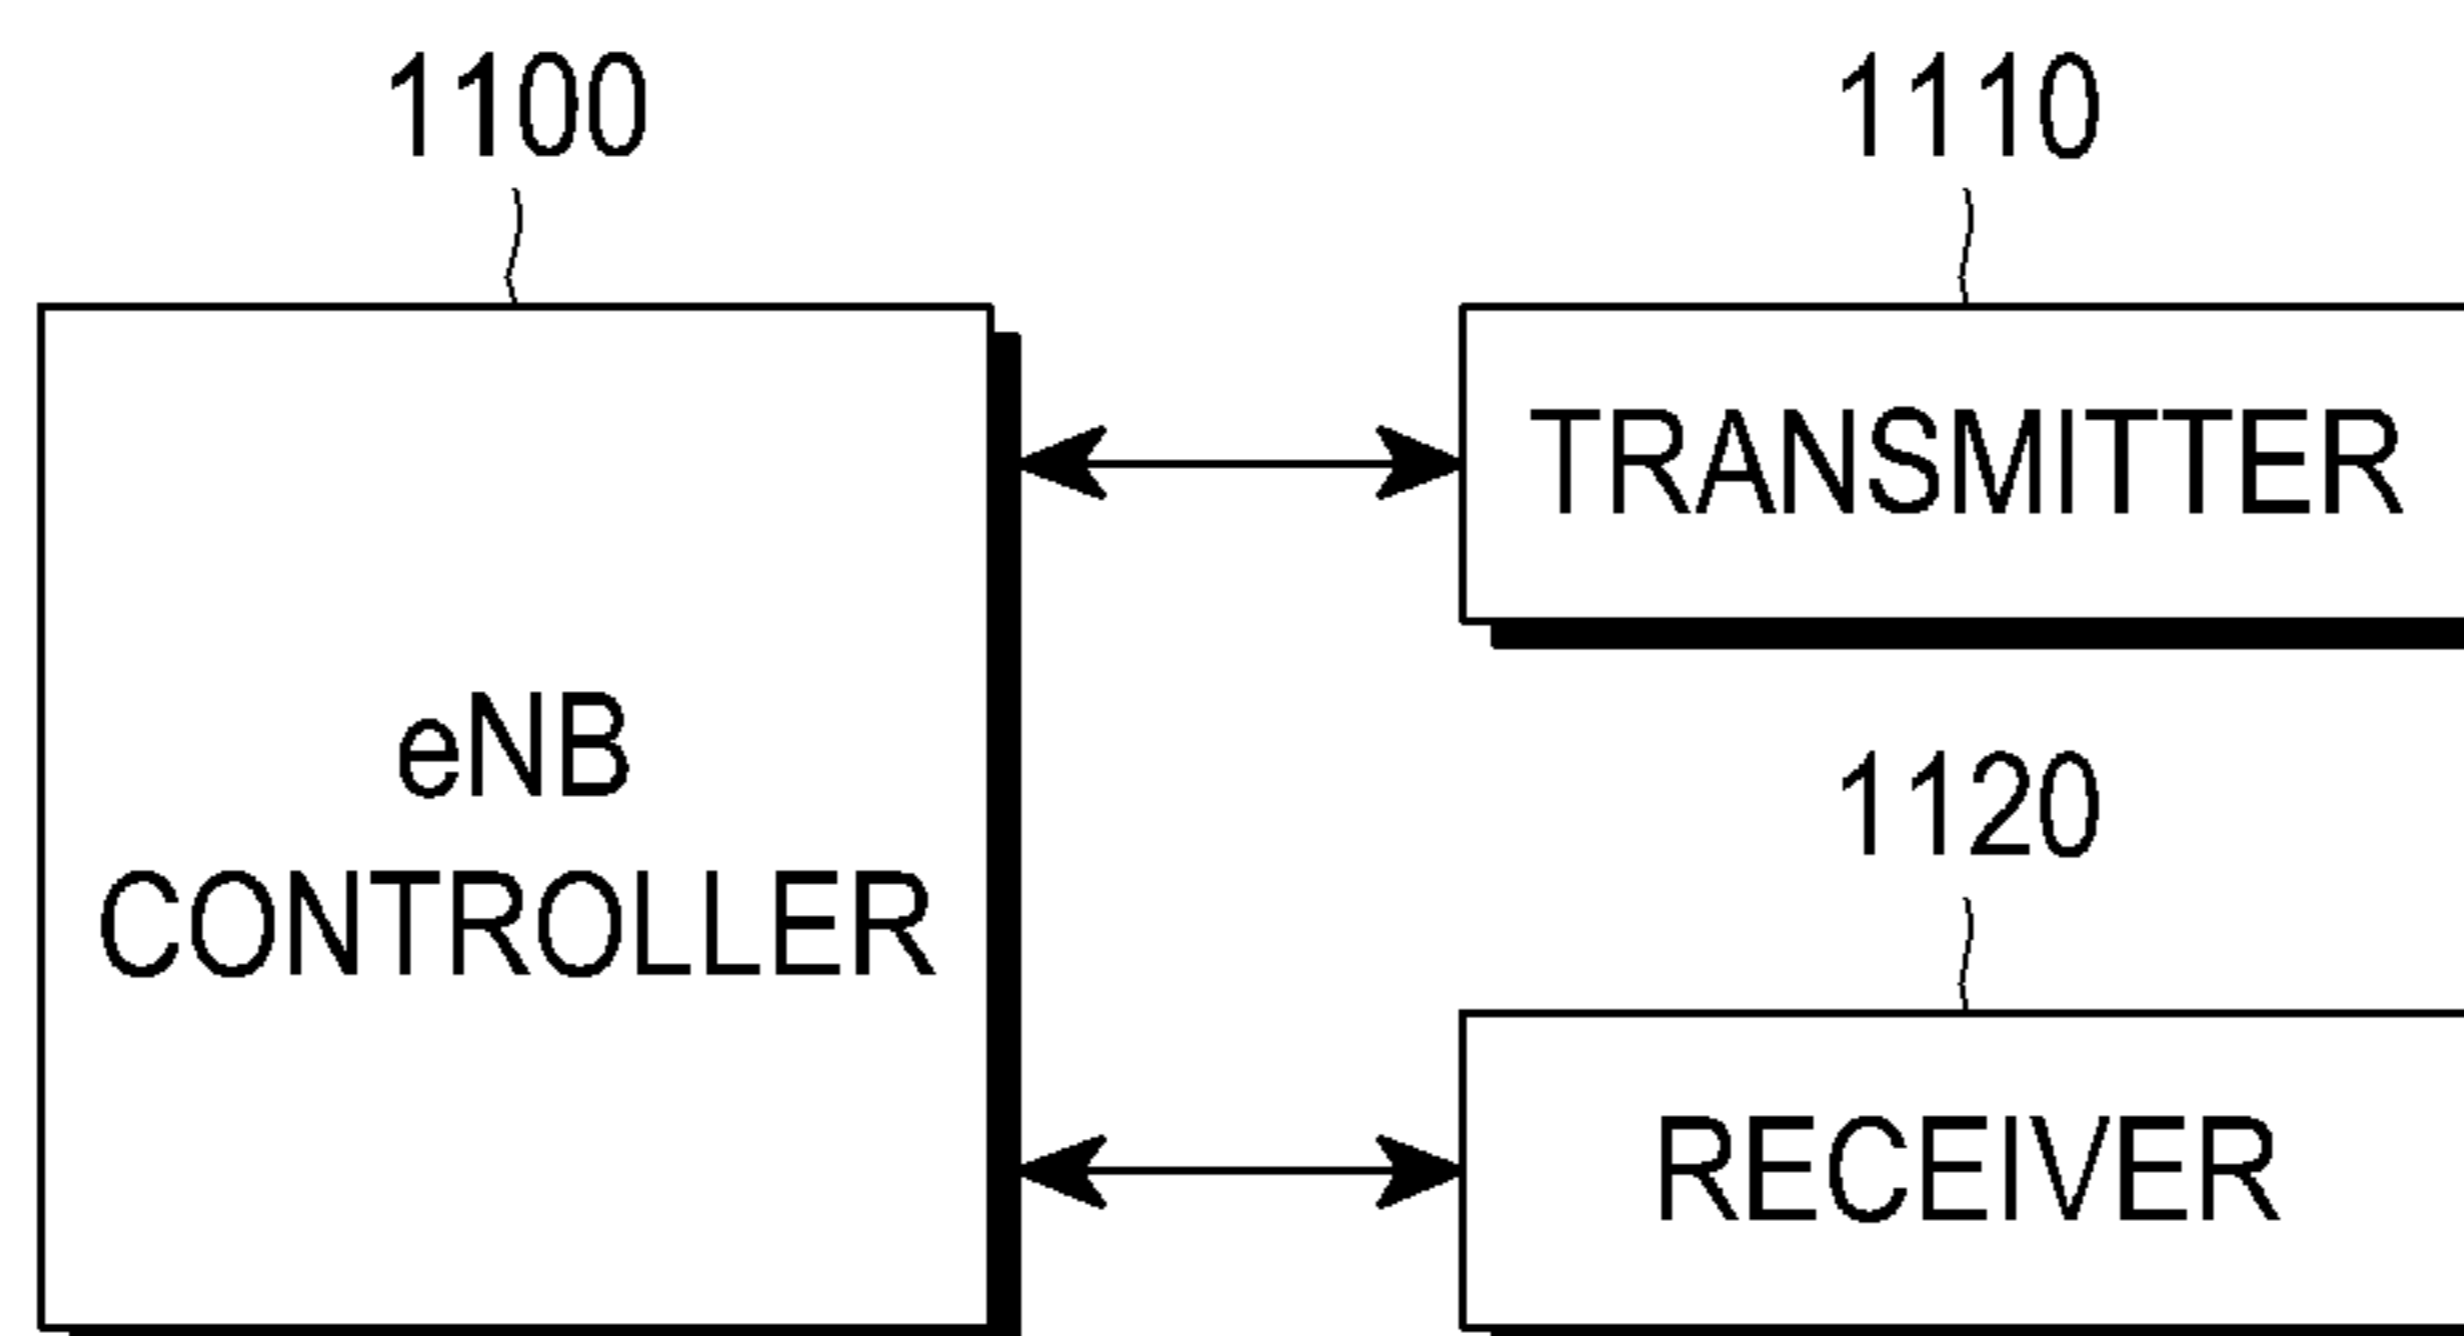 1100
1110
TRANSMITTER
eNB
CONTROLLER
1120
RECEIVER